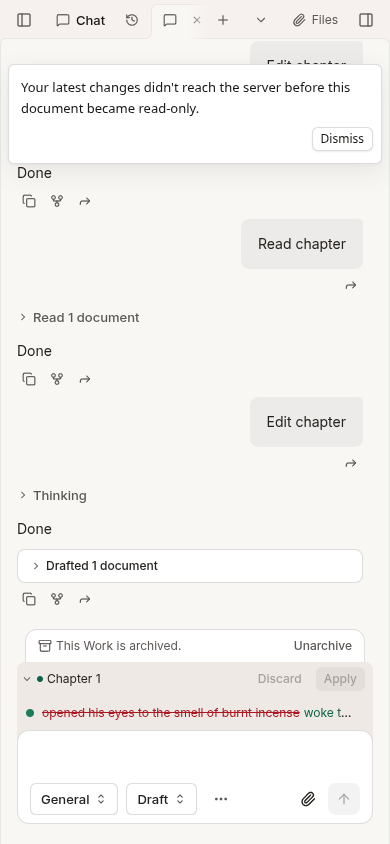 Chat
Files
Edit chapter
Your latest changes didn't reach the server before this
document became read-only.
Dismiss
Done
Read chapter
Read 1 document
Done
Edit chapter
Thinking
Done
Drafted 1 document
This Work is archived.
Unarchive
Chapter 1
Discard
Apply
opened his eyes to the smell of burnt incense woke t...
General
Draft